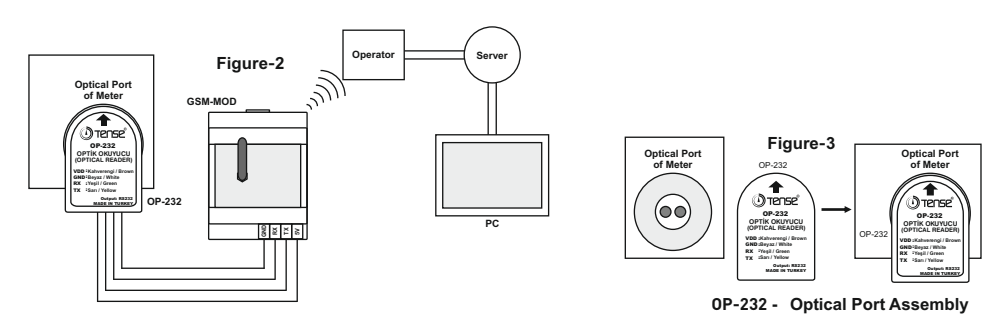 Figure-2
Optical Port
of Meter
TENSE
OP-232
OPTİK OKUYUCU
(OPTICAL READER)
VDD :Kahverengi / Brown
GND:Beyaz / White
RX :Yeşil / Green
TX :Sarı / Yellow
Output: RS232
MADE IN TURKEY
OP-232
GSM-MOD
GND
RX
TX
5V
Operator
Server
PC
Figure-3
Optical Port
of Meter
OP-232
TENSE
OP-232
OPTİK OKUYUCU
(OPTICAL READER)
VDD :Kahverengi / Brown
GND:Beyaz / White
RX :Yeşil / Green
TX :Sarı / Yellow
Output: RS232
MADE IN TURKEY
Optical Port
of Meter
OP-232
TENSE
OP-232
OPTİK OKUYUCU
(OPTICAL READER)
VDD :Kahverengi / Brown
GND:Beyaz / White
RX :Yeşil / Green
TX :Sarı / Yellow
Output: RS232
MADE IN TURKEY
OP-232 - Optical Port Assembly